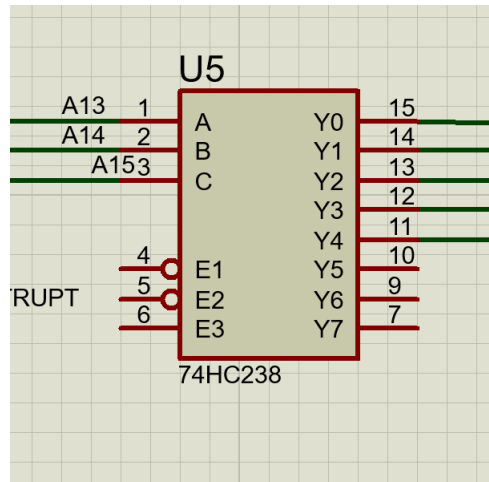 U5
A13 1 A Y0 15
A14 2 B Y1 14
A15 3 C Y2 13
Y3 12
Y4 11
4 E1 Y5 10
TRUPT 5 E2 Y6 9
6 E3 Y7 7
74HC238